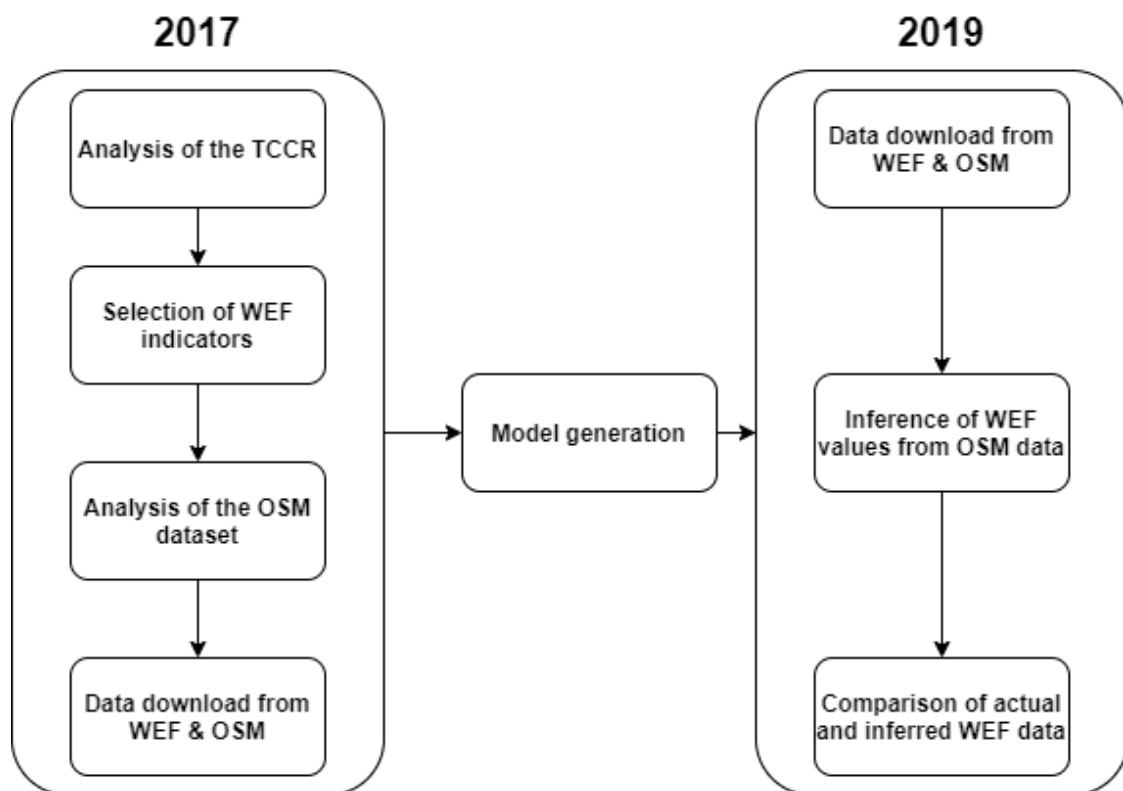 2017
Analysis of the TCCR
Selection of WEF
indicators
Analysis of the OSM
dataset
Data download from
WEF & OSM
Model generation
2019
Data download from
WEF & OSM
Inference of WEF
values from OSM data
Comparison of actual
and inferred WEF data